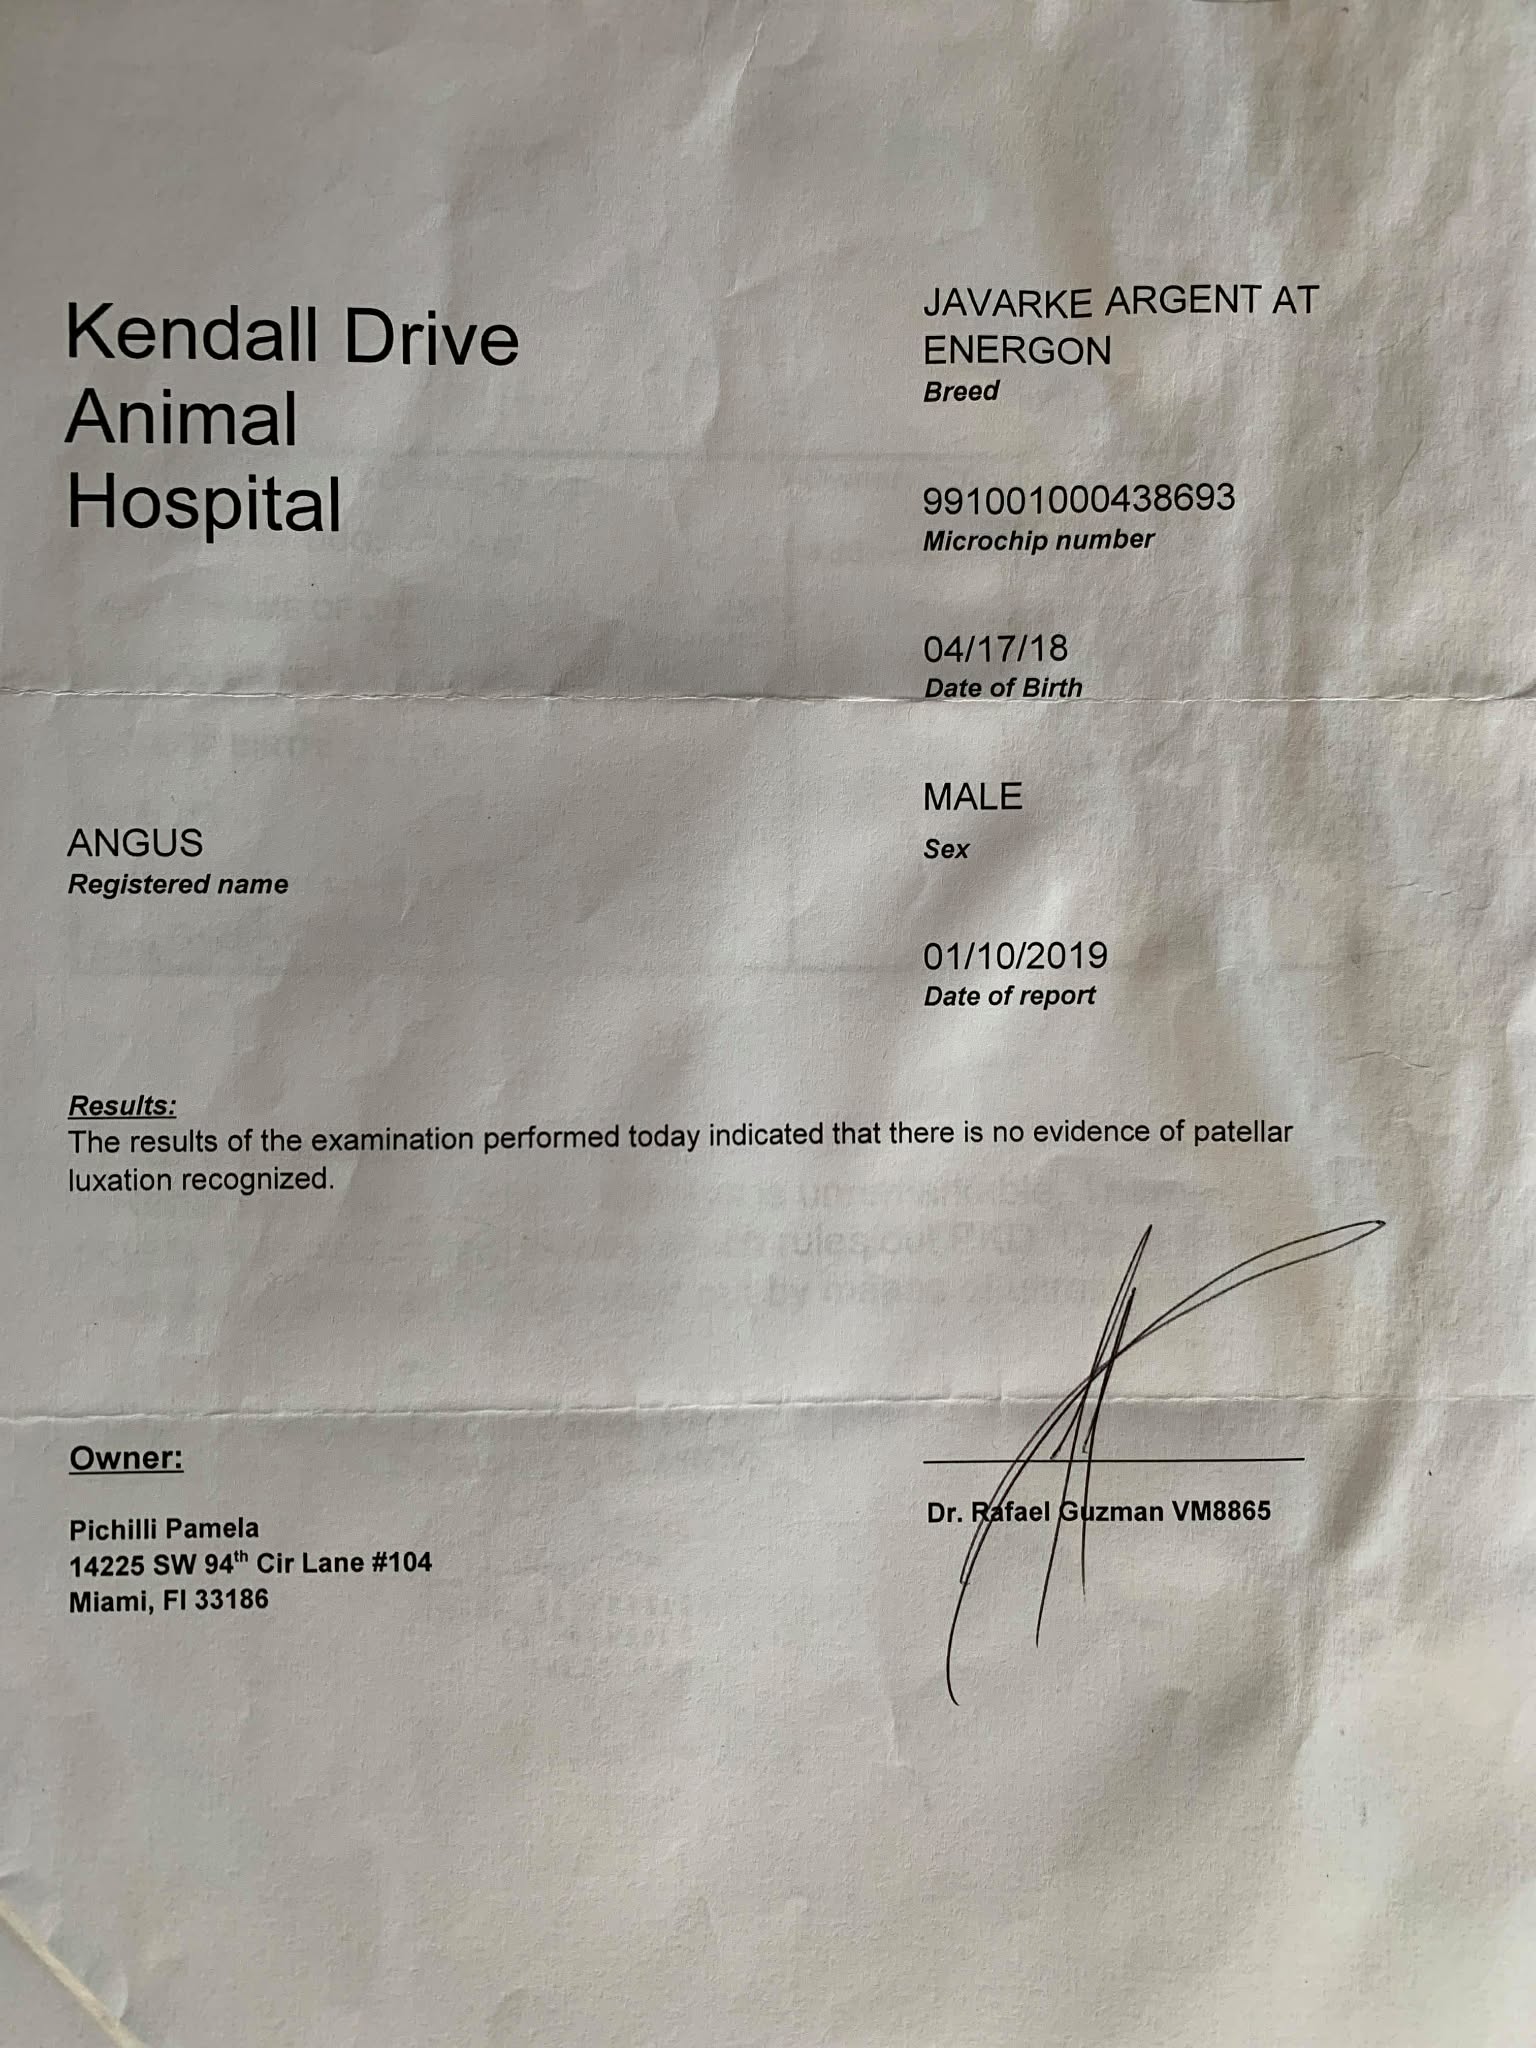 Kendall Drive
Animal
Hospital
JAVARKE ARGENT AT
ENERGON
Breed
991001000438693
Microchip number
04/17/18
Date of Birth
MALE
Sex
ANGUS
Registered name
01/10/2019
Date of report
Results:
The results of the examination performed today indicated that there is no evidence of patellar
luxation recognized.
Owner:
Pichilli Pamela
14225 SW 94th Cir Lane #104
Miami, Fl 33186
Dr. Rafael Guzman VM8865